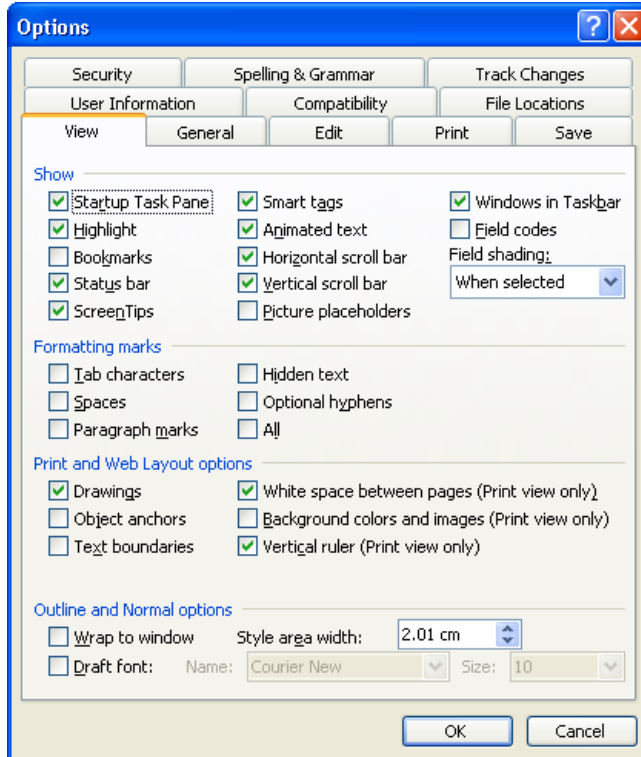 Options
Security Spelling & Grammar Track Changes
User Information Compatibility File Locations
View General Edit Print Save
Show
Startup Task Pane Smart tags Windows in Taskbar
Highlight Animated text Field codes
Bookmarks Horizontal scroll bar Field shading:
Status bar Vertical scroll bar When selected
ScreenTips Picture placeholders
Formatting marks
Tab characters Hidden text
Spaces Optional hyphens
Paragraph marks All
Print and Web Layout options
Drawings White space between pages (Print view only)
Object anchors Background colors and images (Print view only)
Text boundaries Vertical ruler (Print view only)
Outline and Normal options
Wrap to window Style area width: 2.01 cm
Draft font: Name: Courier New Size: 10
OK Cancel